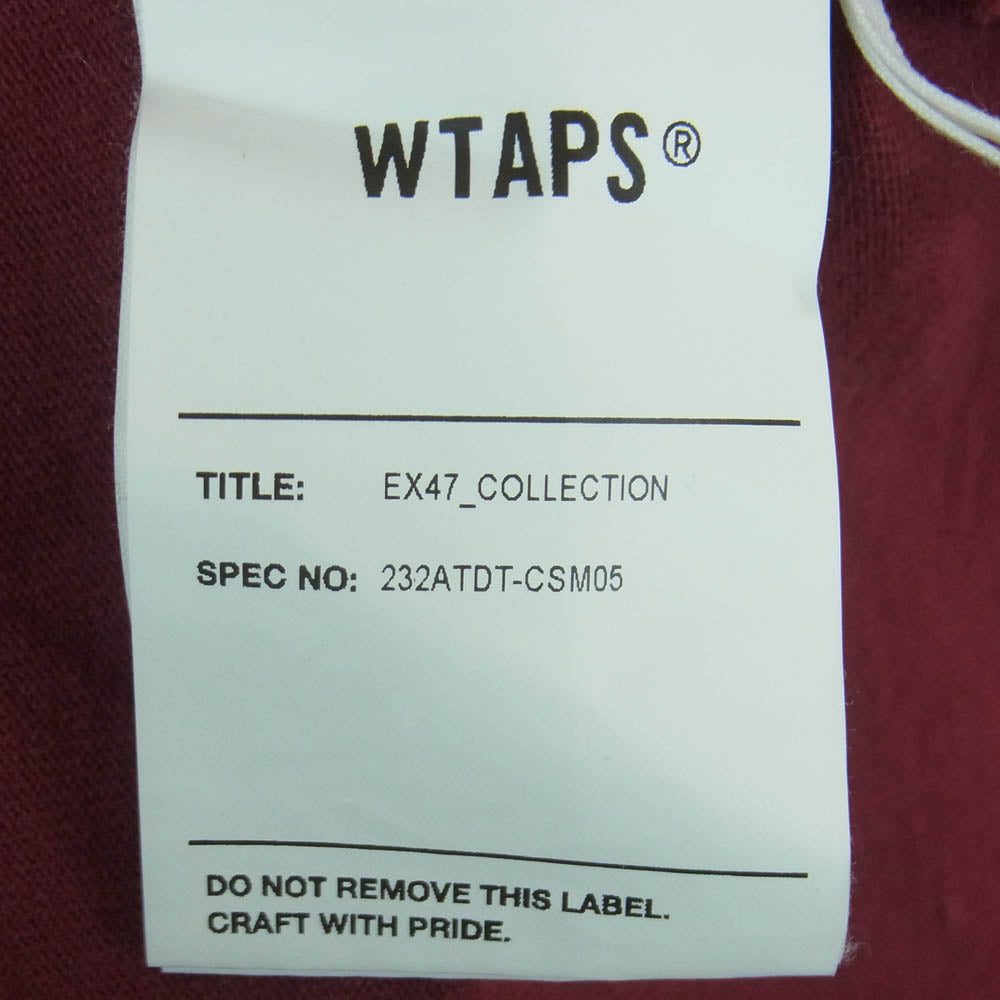 WTAPS®
TITLE: EX47_COLLECTION
SPEC NO: 232ATDT-CSM05
DO NOT REMOVE THIS LABEL.
CRAFT WITH PRIDE.